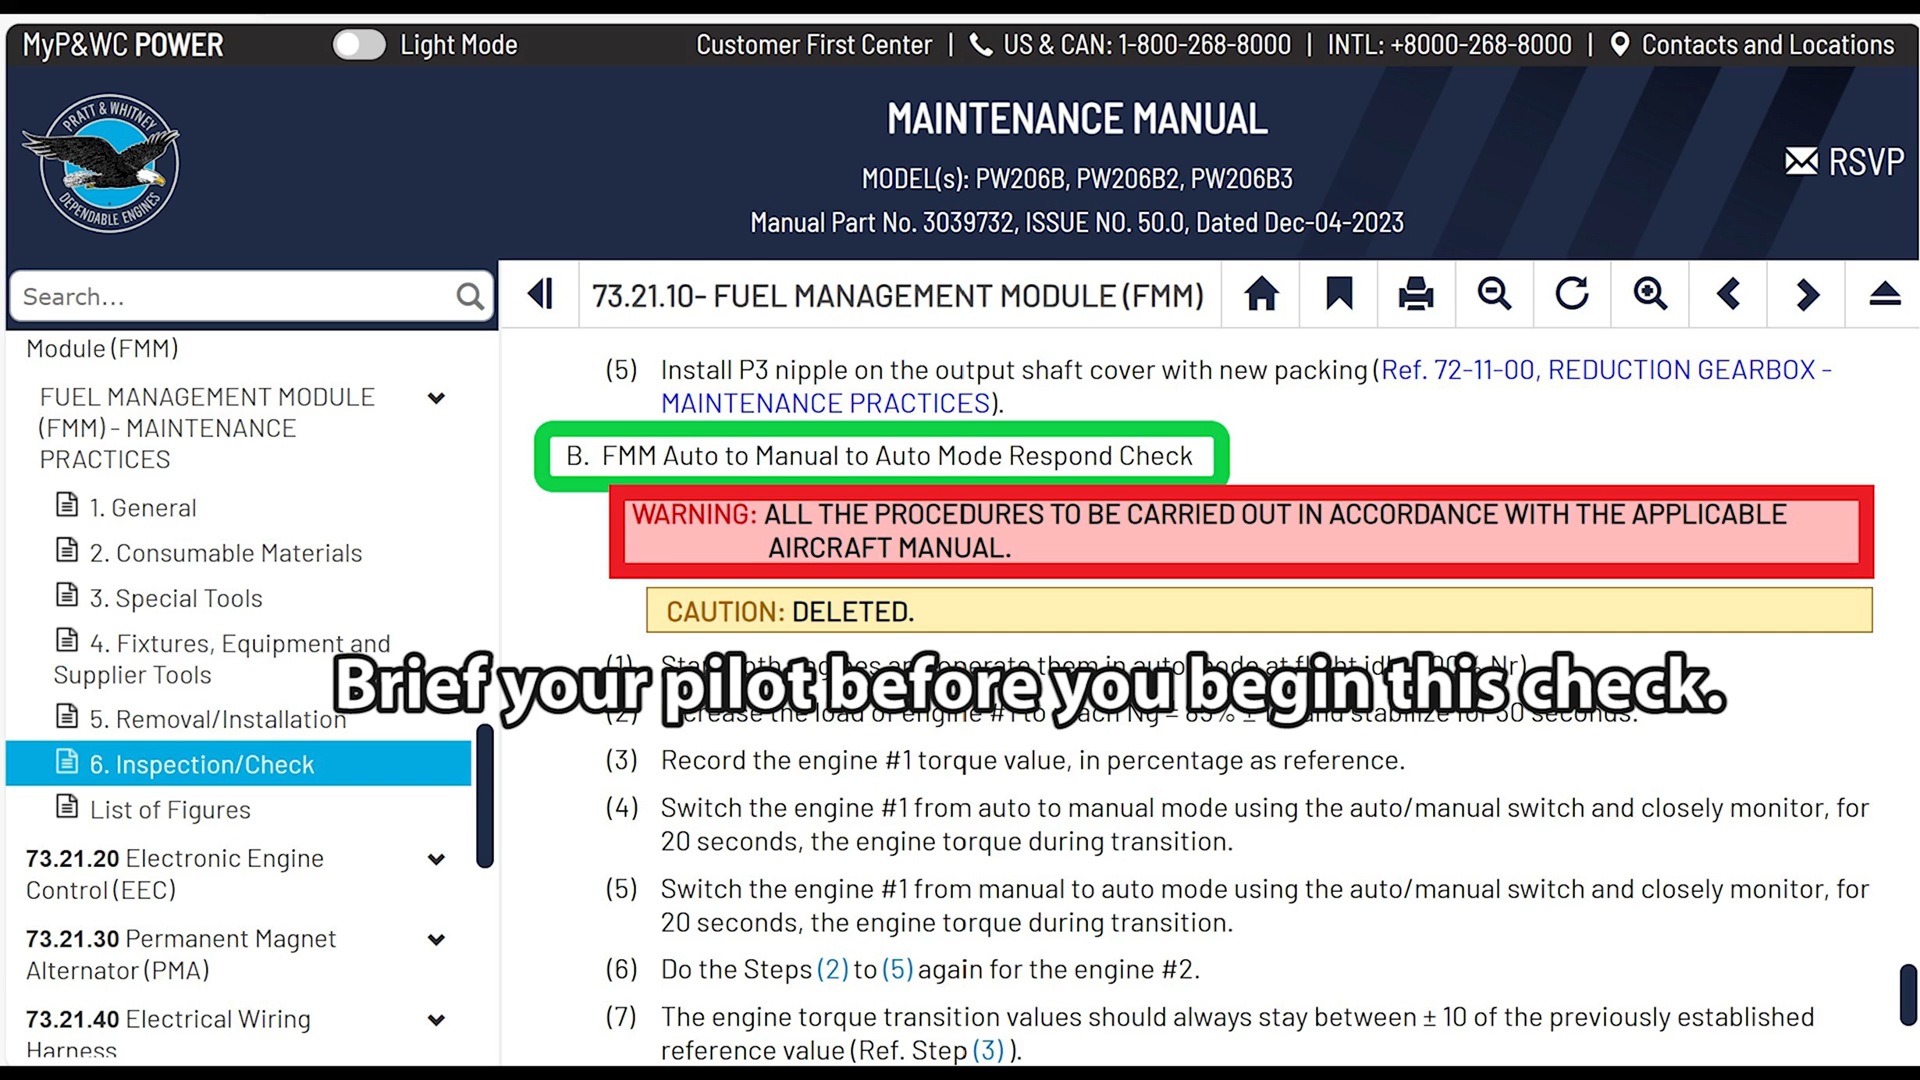 MyP&WC POWER
Light Mode
Customer First Center | US & CAN: 1-800-268-8000 | INTL: +8000-268-8000 | Contacts and Locations
PRATT & WHITNEY
DEPENDABLE ENGINES
MAINTENANCE MANUAL
MODEL(s): PW206B, PW206B2, PW206B3
Manual Part No. 3039732, ISSUE NO. 50.0, Dated Dec-04-2023
RSVP
Search...
73.21.10- FUEL MANAGEMENT MODULE (FMM)
Module (FMM)
FUEL MANAGEMENT MODULE
(FMM) - MAINTENANCE
PRACTICES
1. General
2. Consumable Materials
3. Special Tools
4. Fixtures, Equipment and
Supplier Tools
5. Removal/Installation
6. Inspection/Check
List of Figures
73.21.20 Electronic Engine
Control (EEC)
73.21.30 Permanent Magnet
Alternator (PMA)
73.21.40 Electrical Wiring
Harness
(5) Install P3 nipple on the output shaft cover with new packing (Ref. 72-11-00, REDUCTION GEARBOX -
MAINTENANCE PRACTICES).
B. FMM Auto to Manual to Auto Mode Respond Check
WARNING: ALL THE PROCEDURES TO BE CARRIED OUT IN ACCORDANCE WITH THE APPLICABLE
AIRCRAFT MANUAL.
CAUTION: DELETED.
Brief your pilot before you begin this check.
(3) Record the engine #1 torque value, in percentage as reference.
(4) Switch the engine #1 from auto to manual mode using the auto/manual switch and closely monitor, for
20 seconds, the engine torque during transition.
(5) Switch the engine #1 from manual to auto mode using the auto/manual switch and closely monitor, for
20 seconds, the engine torque during transition.
(6) Do the Steps (2) to (5) again for the engine #2.
(7) The engine torque transition values should always stay between ± 10 of the previously established
reference value (Ref. Step (3) ).